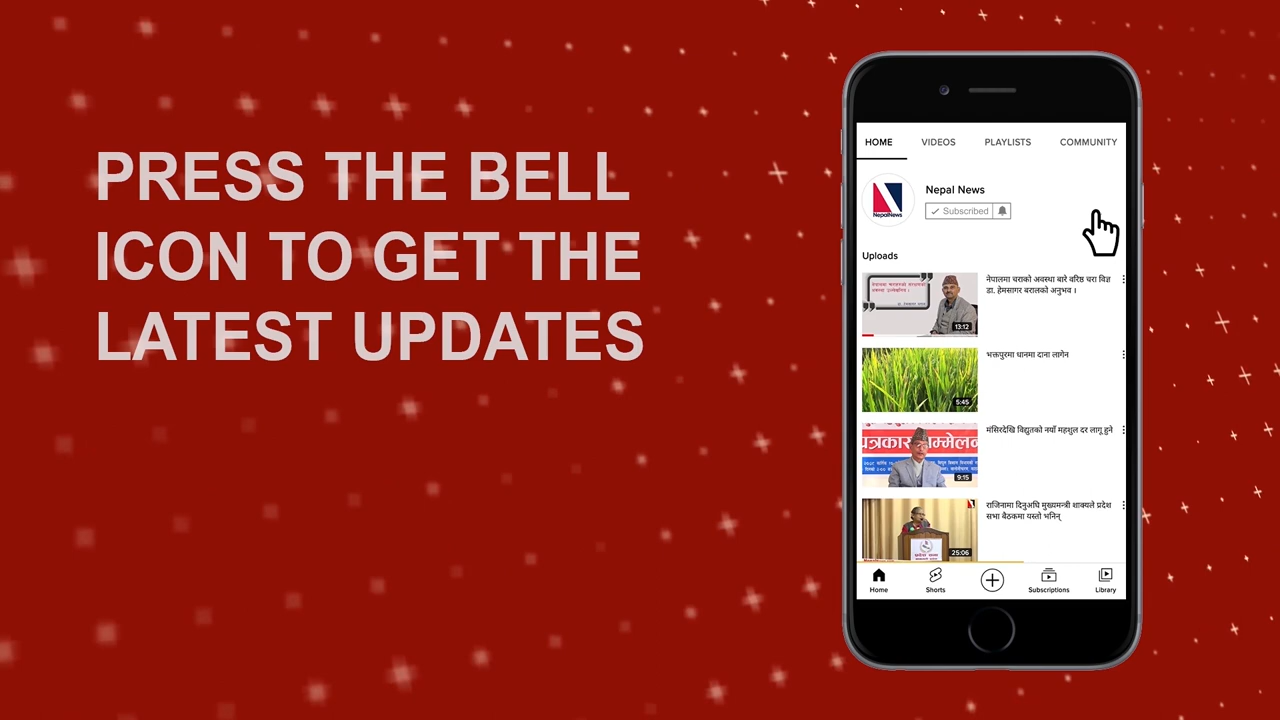 PRESS THE BELL
ICON TO GET THE
LATEST UPDATES
HOME VIDEOS PLAYLISTS COMMUNITY
NepalNews
Nepal News
Subscribed
Uploads
13:12
नेपालमा चराको अवस्था बारे वरिष्ठ चरा विज्ञ
डा. हेमसागर बरालको अनुभव ।
5:45
भक्तपुरमा धानमा दाना लागेन
पत्रकार सम्मेलन
9:15
मंसिरदेखि विद्युतको नयाँ महशुल दर लागू हुने
25:06
राजिनामा दिनुअघि मुख्यमन्त्री शाक्यले प्रदेश
सभा बैठकमा यस्तो भनिन्
Home Shorts Subscriptions Library